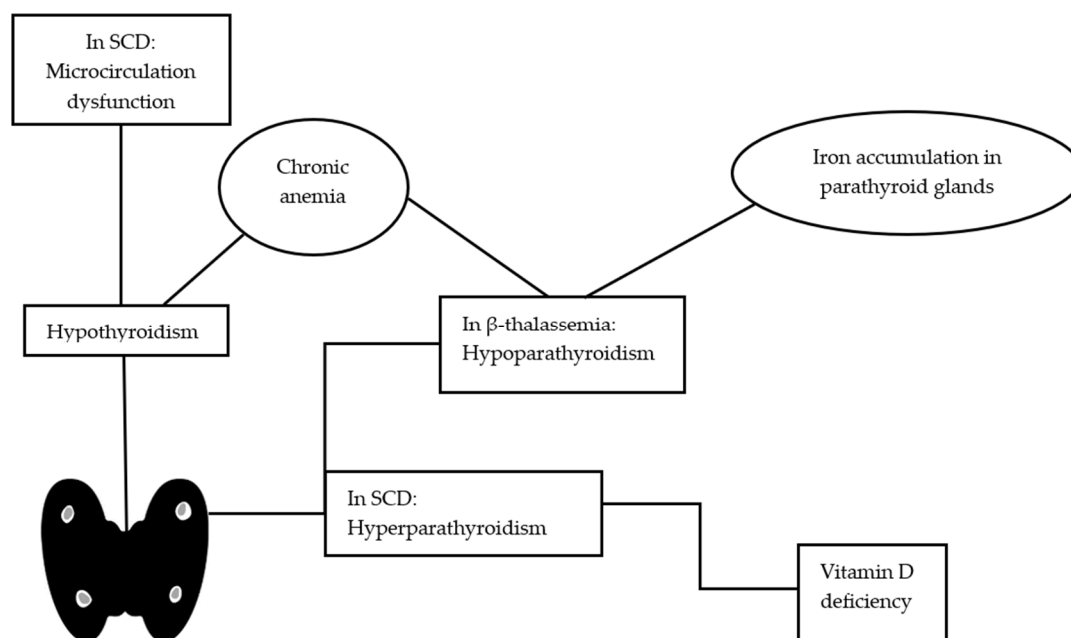 In SCD:
Microcirculation
dysfunction
Chronic
anemia
Iron accumulation in
parathyroid glands
Hypothyroidism
In β-thalassemia:
Hypoparathyroidism
In SCD:
Hyperparathyroidism
Vitamin D
deficiency